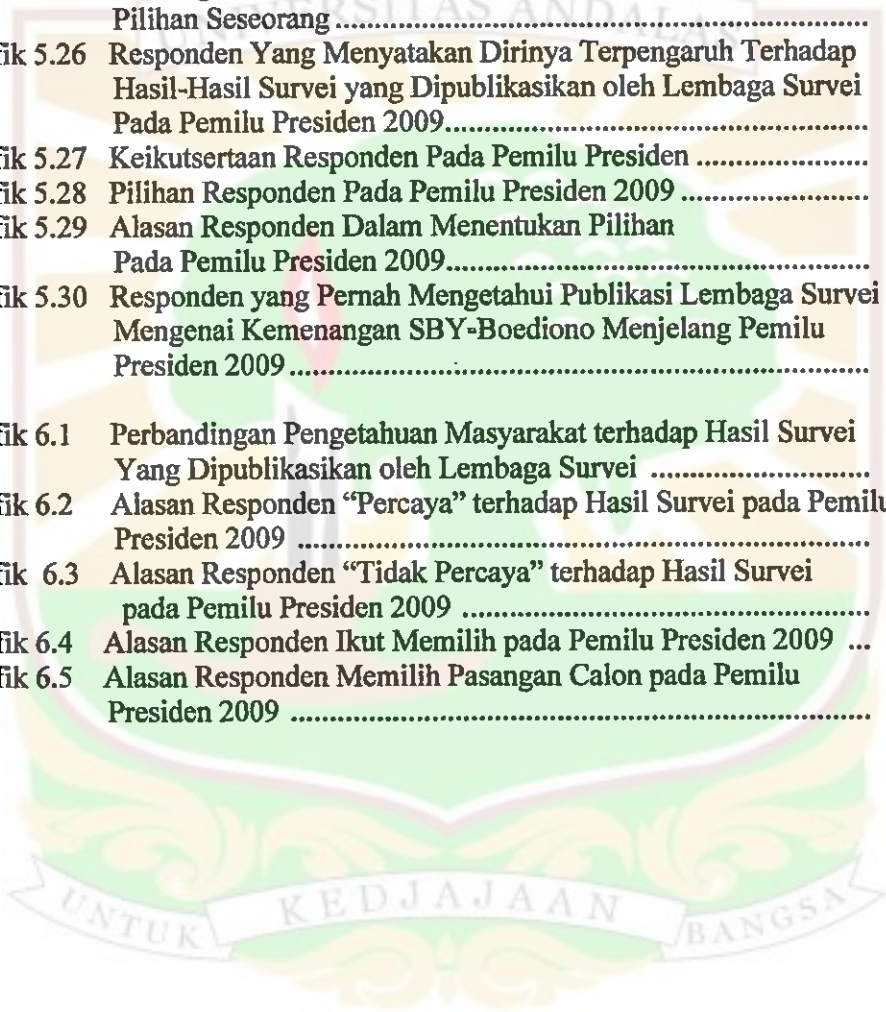 UNIVERSITAS ANDALAS
Pilihan Seseorang ........................................................................
fik 5.26 Responden Yang Menyatakan Dirinya Terpengaruh Terhadap
Hasil-Hasil Survei yang Dipublikasikan oleh Lembaga Survei
Pada Pemilu Presiden 2009.........................................................
fik 5.27 Keikutsertaan Responden Pada Pemilu Presiden .......................
fik 5.28 Pilihan Responden Pada Pemilu Presiden 2009 .........................
fik 5.29 Alasan Responden Dalam Menentukan Pilihan
Pada Pemilu Presiden 2009.........................................................
fik 5.30 Responden yang Pernah Mengetahui Publikasi Lembaga Survei
Mengenai Kemenangan SBY-Boediono Menjelang Pemilu
Presiden 2009 ..............................................................................
fik 6.1 Perbandingan Pengetahuan Masyarakat terhadap Hasil Survei
Yang Dipublikasikan oleh Lembaga Survei .............................
fik 6.2 Alasan Responden “Percaya” terhadap Hasil Survei pada Pemilu
Presiden 2009 .............................................................................
fik 6.3 Alasan Responden “Tidak Percaya” terhadap Hasil Survei
pada Pemilu Presiden 2009 ......................................................
fik 6.4 Alasan Responden Ikut Memilih pada Pemilu Presiden 2009 ...
fik 6.5 Alasan Responden Memilih Pasangan Calon pada Pemilu
Presiden 2009 .............................................................................
UNTUK KEDJAJAAN BANGSA